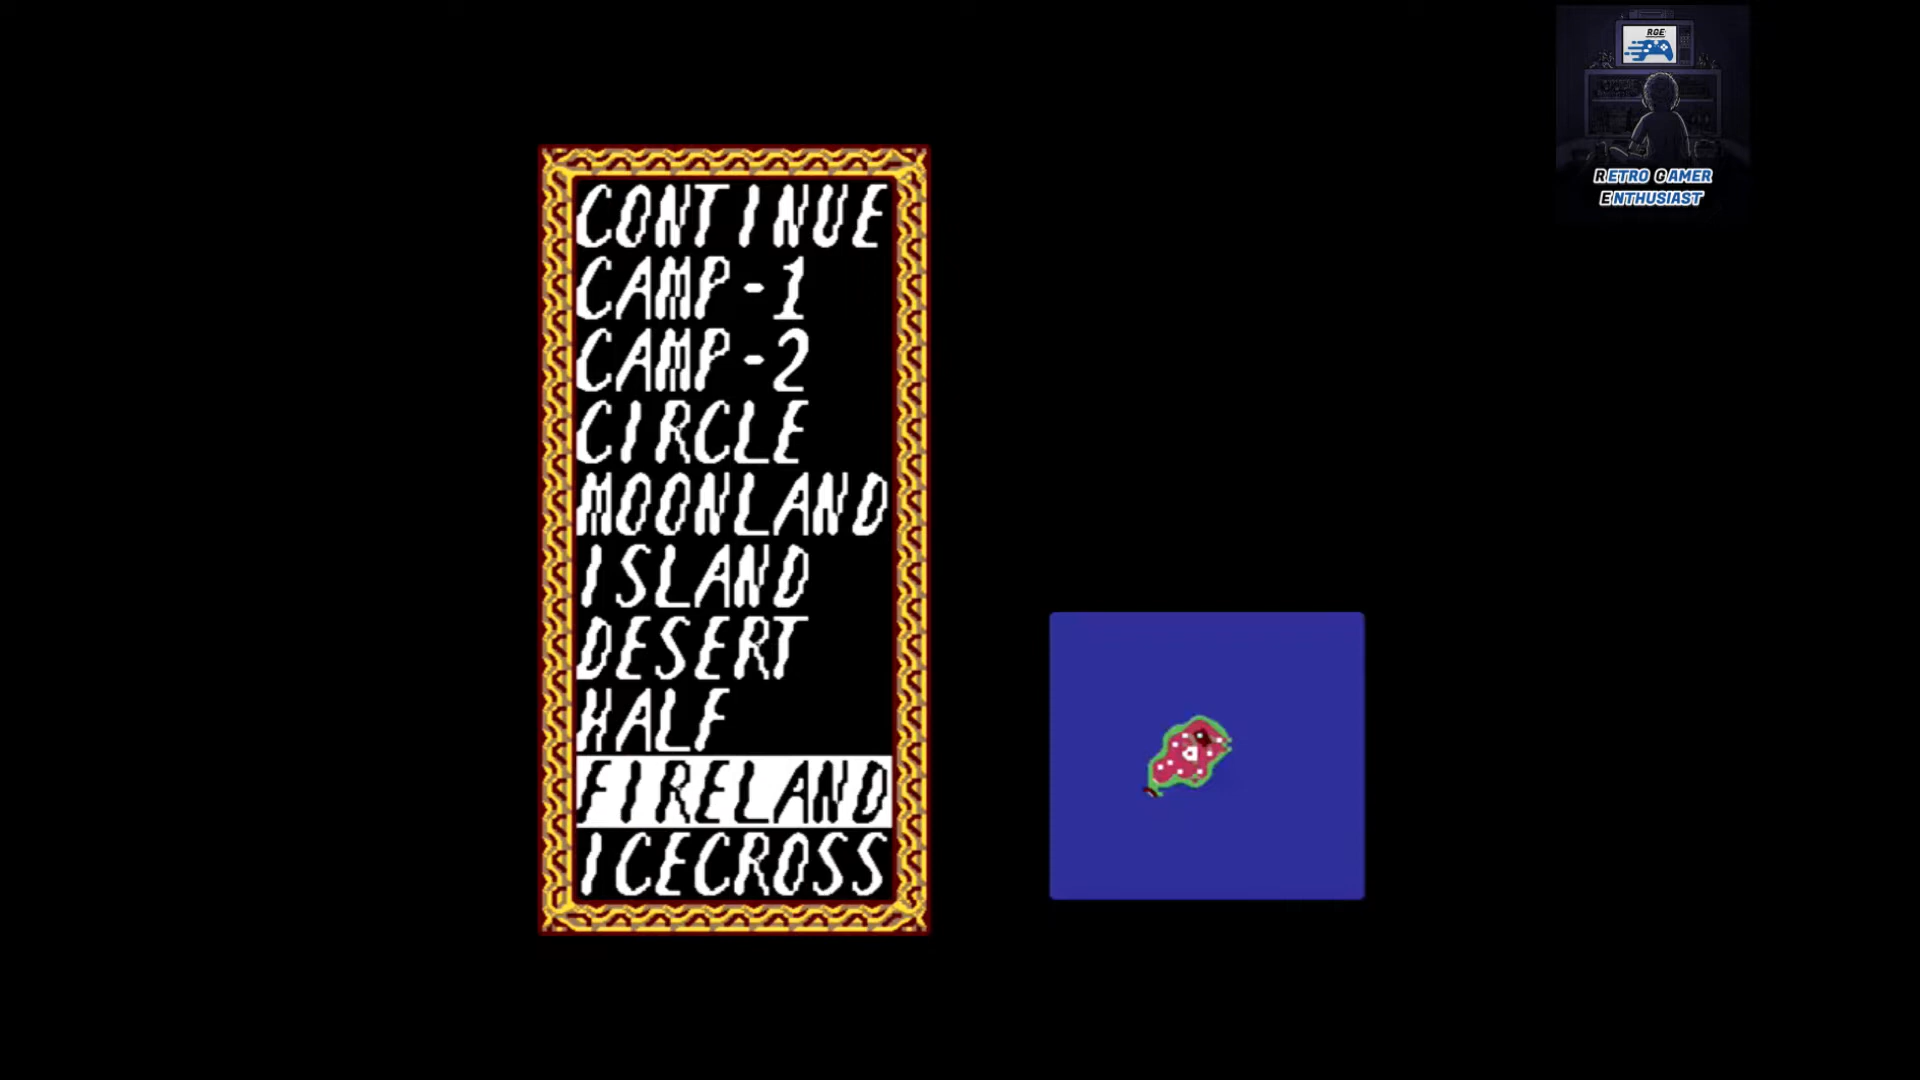 RGE
RETRO GAMER
ENTHUSIAST
CONTINUE
CAMP-1
CAMP-2
CIRCLE
MOONLAND
ISLAND
DESERT
HALF
FIRELAND
ICECROSS